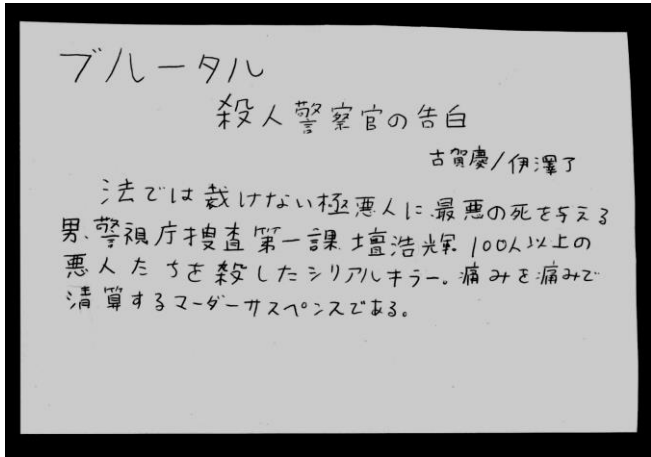 ブルータル
殺人警察官の告白
古賀慶/伊澤了
法では裁けない極悪人に最悪の死を与える
男、警視庁捜査第一課 壇浩輝 100人以上の
悪人たちを殺したシリアルキラー。痛みを痛みで
清算するマーダーサスペンスである。